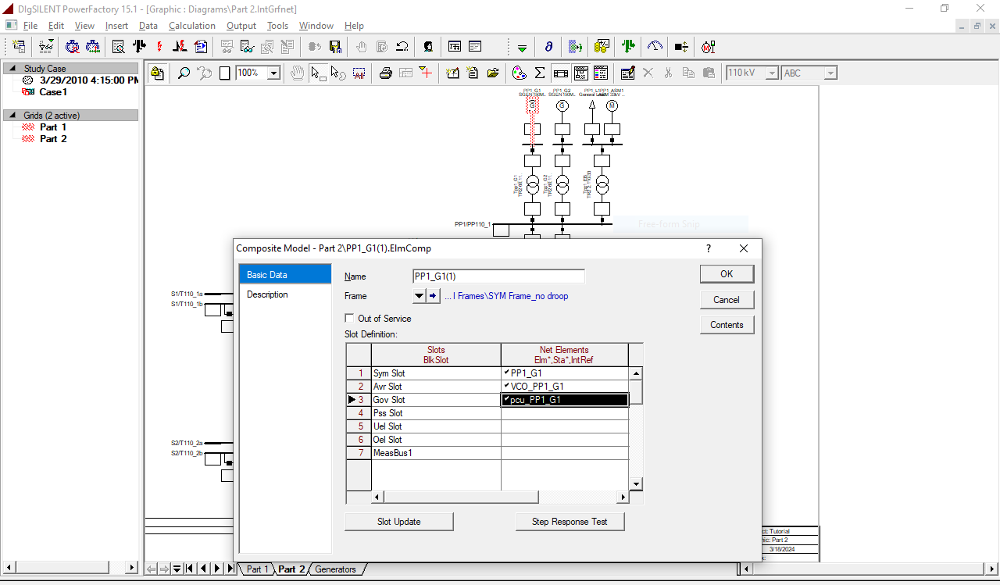 DIgSILENT PowerFactory 15.1 - [Graphic : Diagrams\Part 2.IntGrfnet]
File Edit View Insert Data Calculation Output Tools Window Help
100%
110 kV
ABC
Study Case
3/29/2010 4:15:00 PM
Case1
Grids (2 active)
Part 1
Part 2
PP1_G1
PP1_G2
G
G
M
PP1/PP110_1
Free-form Snip
S1/T110_1a
S1/T110_1b
S2/T110_2a
S2/T110_2b
Composite Model - Part 2\PP1_G1(1).ElmComp
?
Basic Data
Description
Name PP1_G1(1)
Frame ... l Frames\SYM Frame_no droop
Out of Service
Slot Definition:
Slots Net Elements
BlkSlot Elm*,Sta*,IntRef
1 Sym Slot PP1_G1
2 Avr Slot VCO_PP1_G1
3 Gov Slot pcu_PP1_G1
4 Pss Slot
5 Uel Slot
6 Oel Slot
7 MeasBus1
Slot Update
Step Response Test
OK
Cancel
Contents
ct: Tutorial
nic: Part 2
3/18/2024
Part 1 Part 2 Generators